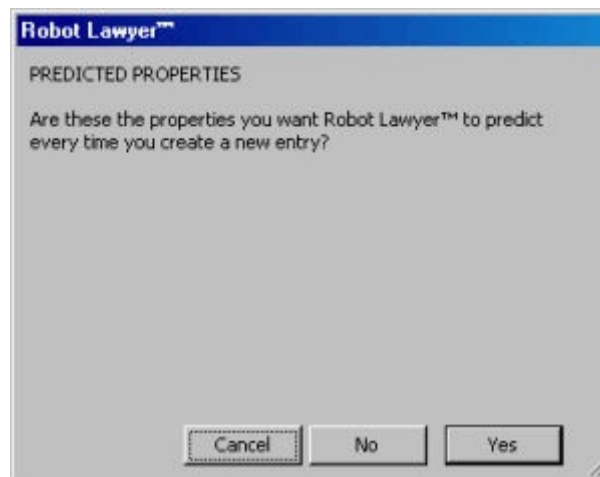 Robot Lawyer™
PREDICTED PROPERTIES
Are these the properties you want Robot Lawyer™ to predict
every time you create a new entry?
Cancel No Yes